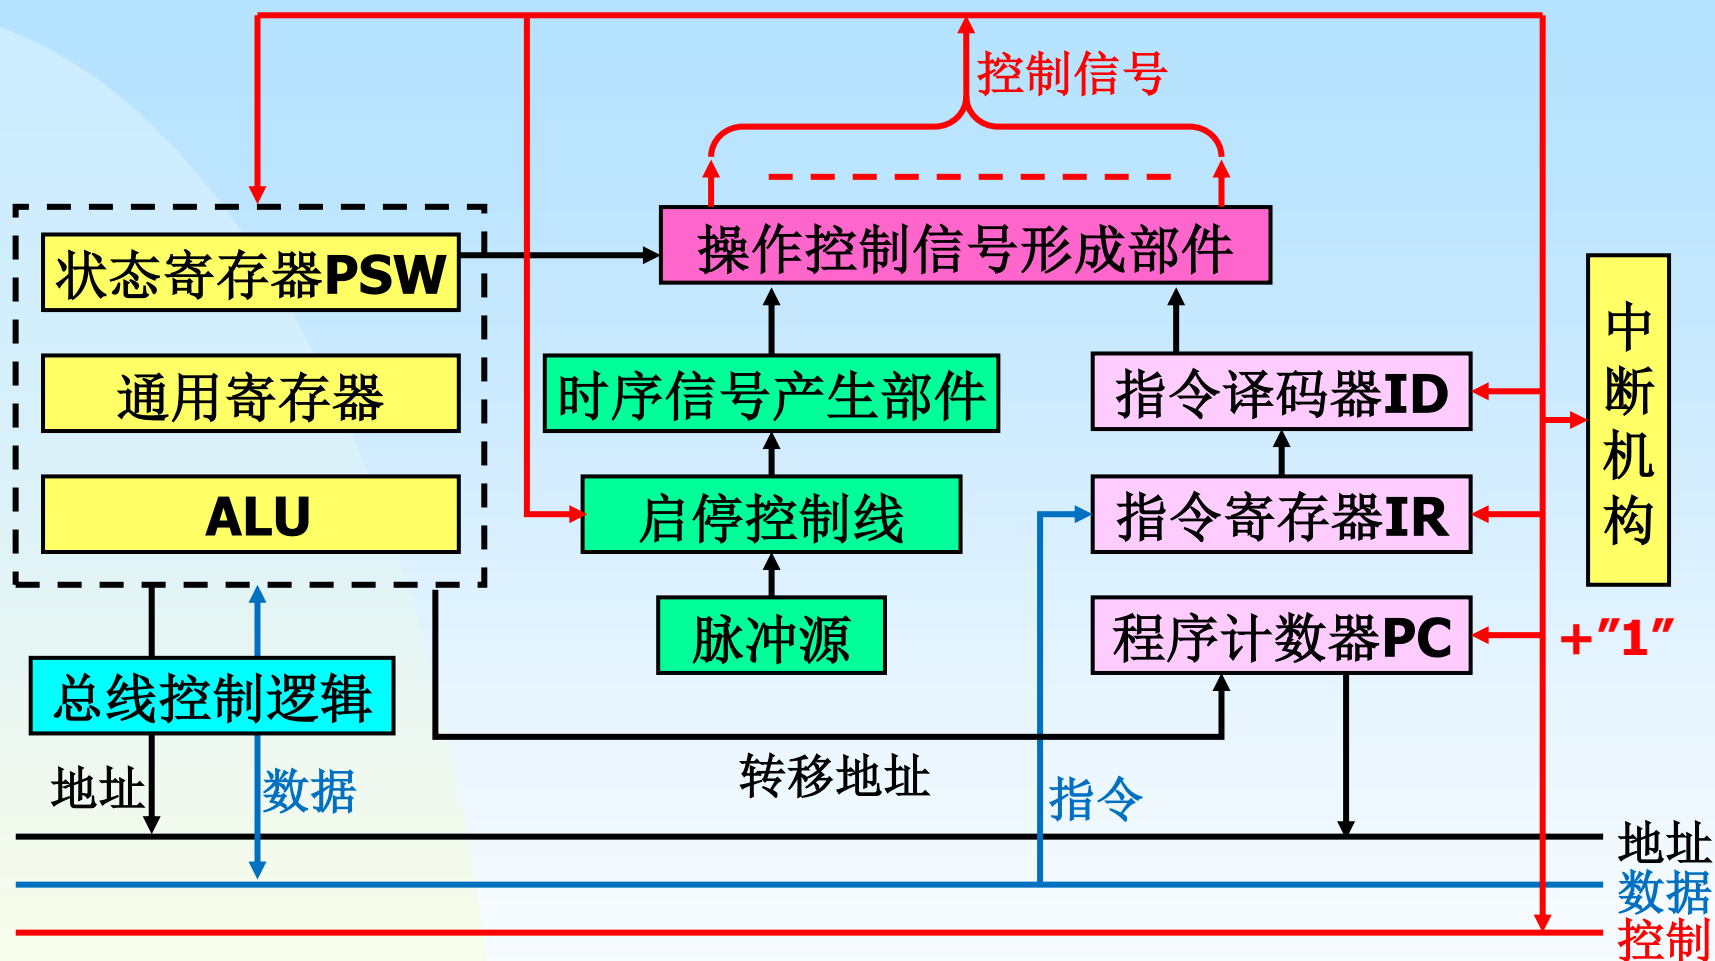 控制信号
操作控制信号形成部件
状态寄存器PSW
通用寄存器
ALU
时序信号产生部件
启停控制线
脉冲源
指令译码器ID
指令寄存器IR
程序计数器PC
中断机构
+"1"
总线控制逻辑
地址
数据
转移地址
指令
地址
数据
控制